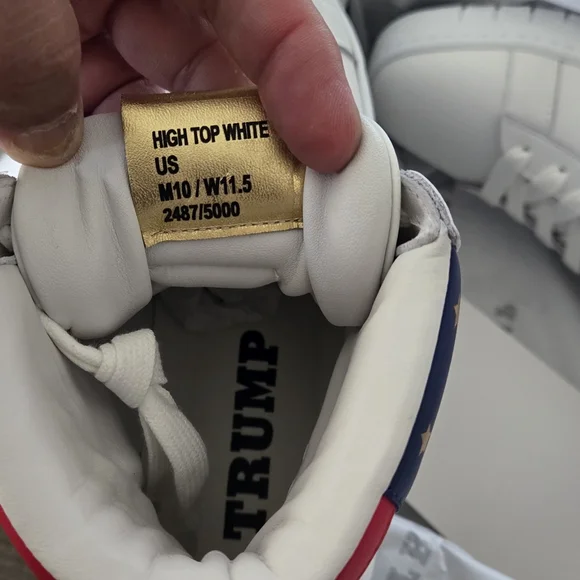 HIGH TOP WHITE
US
M10 / W11.5
2487/5000
TRUMP